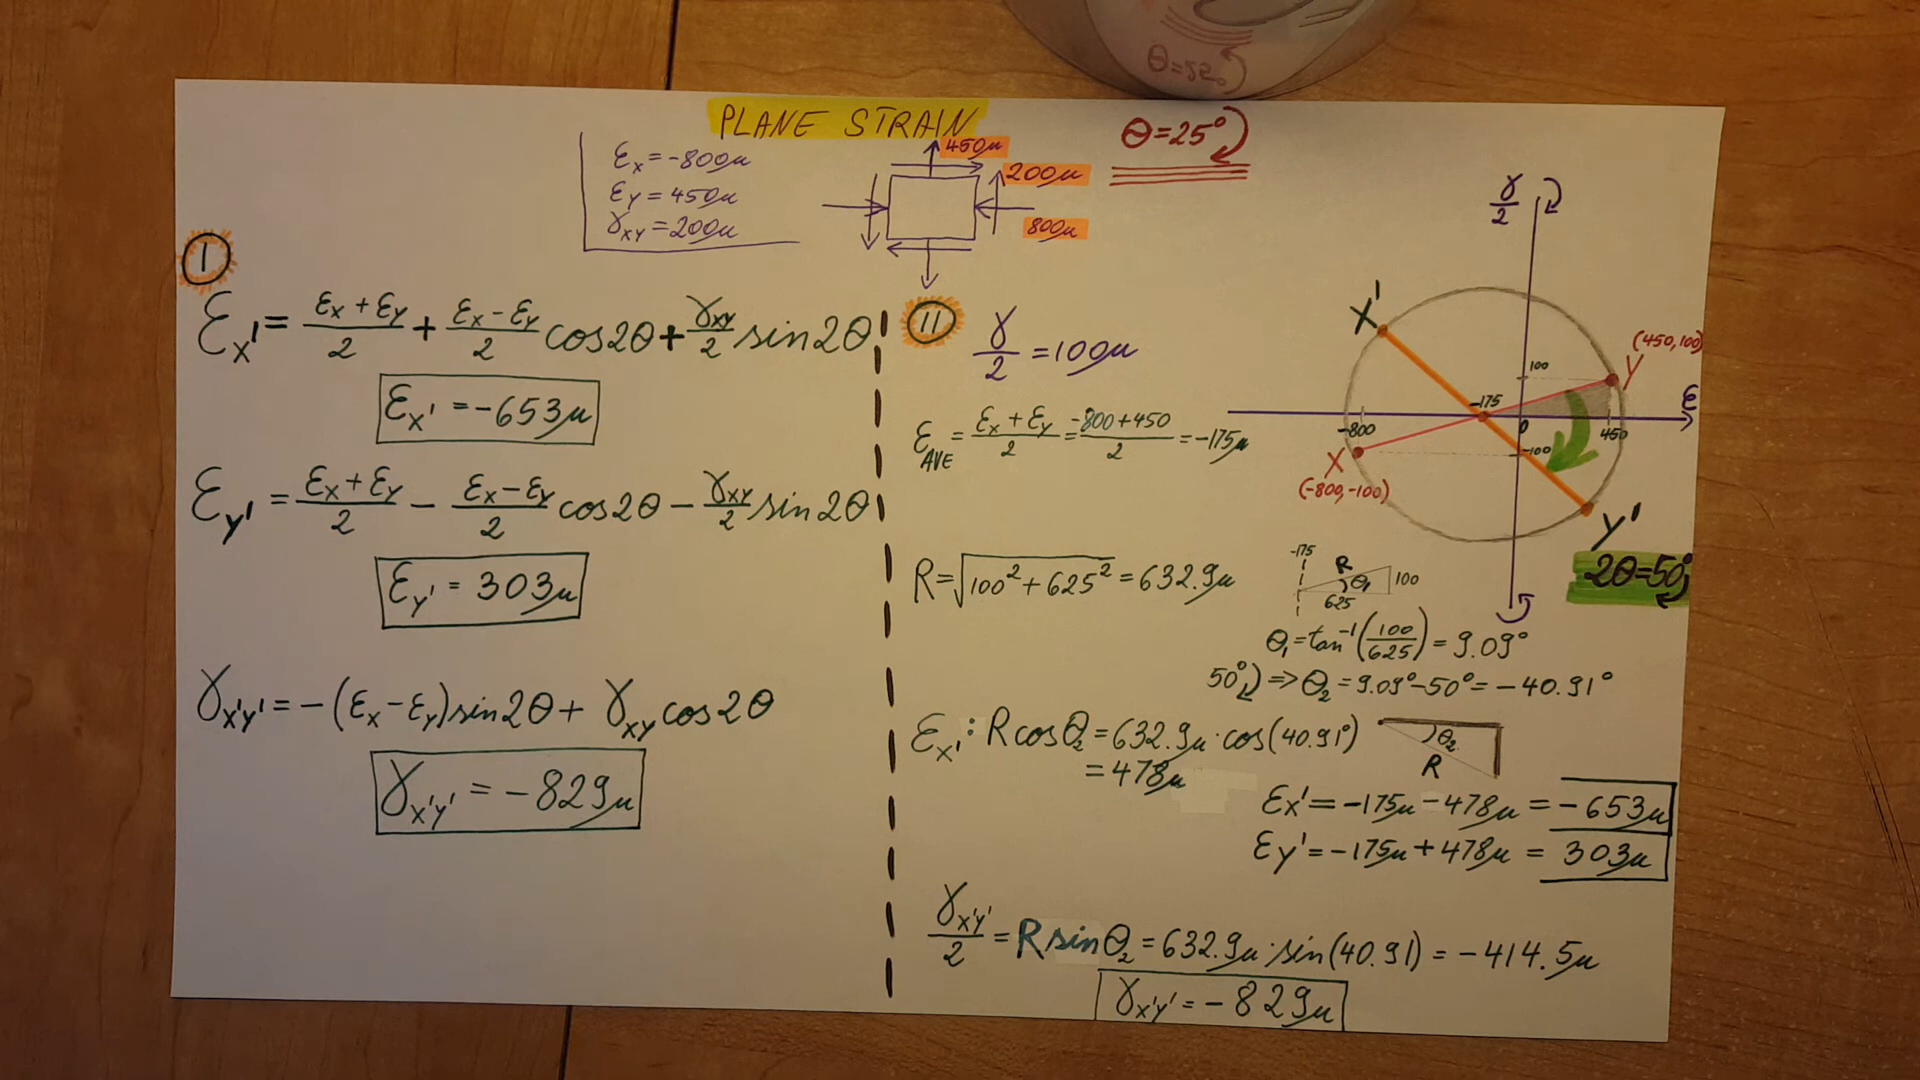 PLANE STRAIN
εx = -800μ
εy = 450μ
γxy = 200μ
450μ
200μ
800μ
θ=25°
θ=25°
I
εx' = (εx + εy)/2 + (εx - εy)/2 cos2θ + γxy/2 sin2θ
εx' = -653μ
εy' = (εx + εy)/2 - (εx - εy)/2 cos2θ - γxy/2 sin2θ
εy' = 303μ
γx'y' = -(εx - εy)sin2θ + γxy cos2θ
γx'y' = -829μ
II
γ/2 = 100μ
εAVE = (εx + εy)/2 = (-800+450)/2 = -175μ
R = √(100² + 625²) = 632.9μ
γ/2
X'
(450,100)
Y
100
-175
ε
-800
0
450
-100
X
(-800,-100)
Y'
2θ=50°
-175
R
θ1
100
625
θ1 = tan⁻¹(100/625) = 9.09°
50° => θ2 = 9.09° - 50° = -40.91°
εx' : R cosθ2 = 632.9μ · cos(40.91°)
= 478μ
θ2
R
εx' = -175μ - 478μ = -653μ
εy' = -175μ + 478μ = 303μ
γx'y'/2 = R sinθ2 = 632.9μ · sin(40.91) = -414.5μ
γx'y' = -829μ